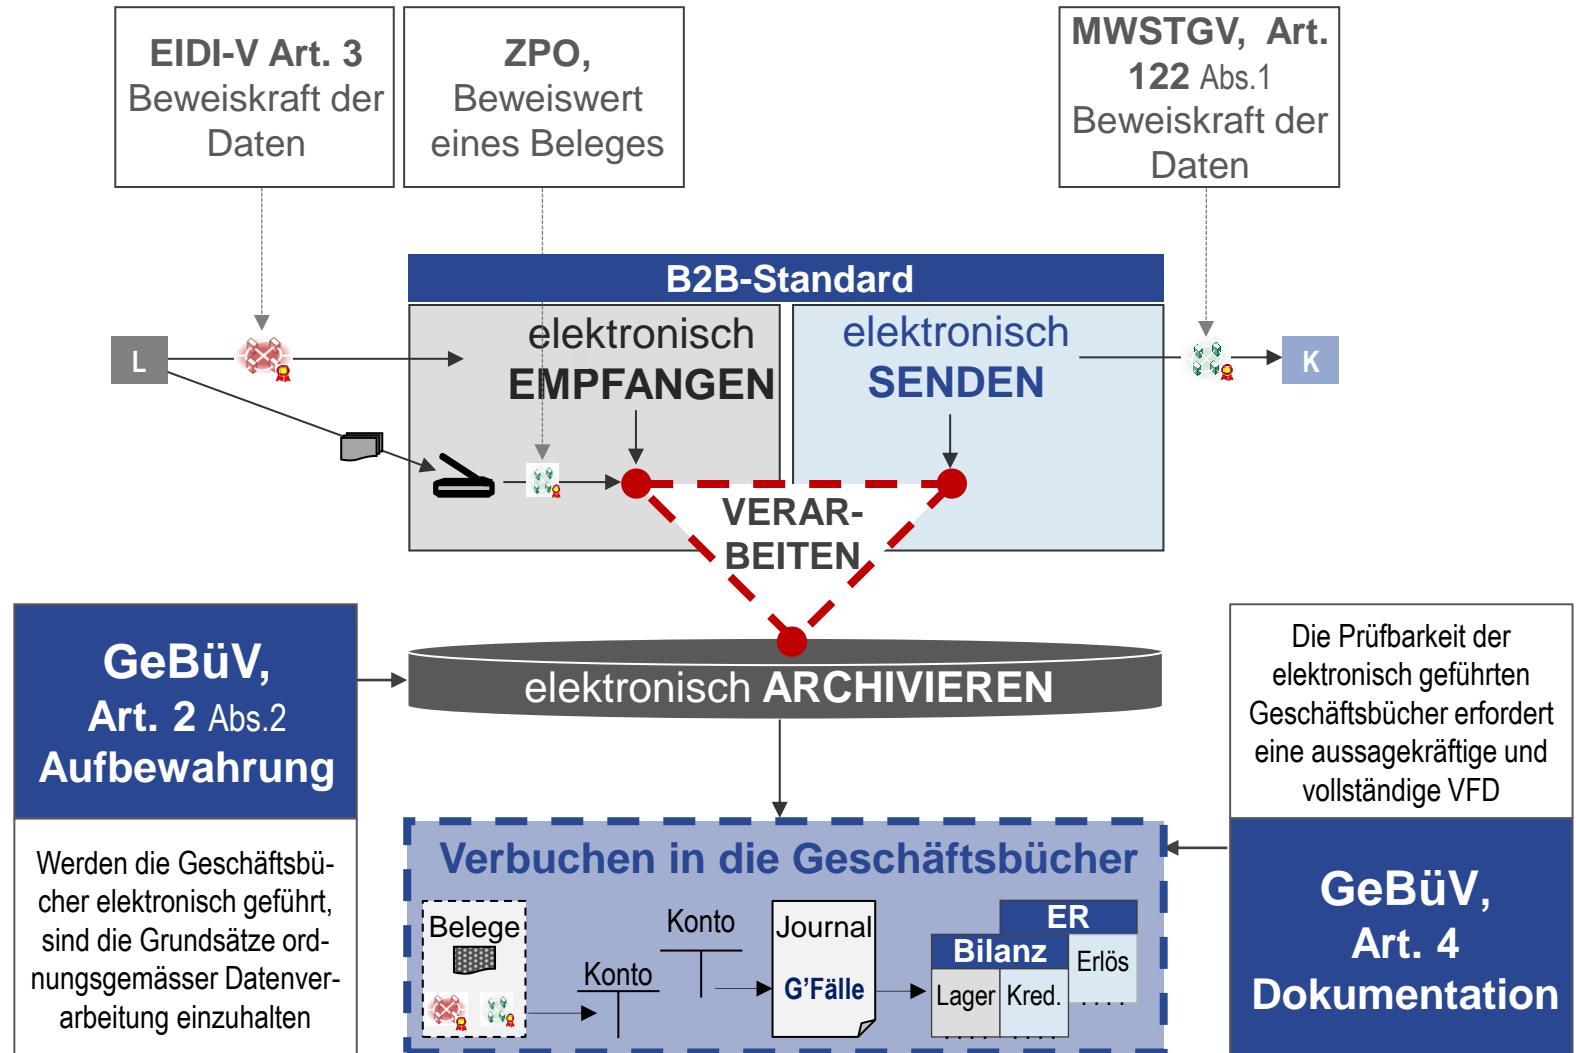 EIDI-V Art. 3
Beweiskraft der
Daten
ZPO,
Beweiswert
eines Beleges
MWSTGV, Art.
122 Abs.1
Beweiskraft der
Daten
B2B-Standard
elektronisch
EMPFANGEN
elektronisch
SENDEN
L
K
VERAR-
BEITEN
elektronisch ARCHIVIEREN
GeBüV,
Art. 2 Abs.2
Aufbewahrung
Werden die Geschäftsbü-
cher elektronisch geführt,
sind die Grundsätze ord-
nungsgemässer Datenver-
arbeitung einzuhalten
Die Prüfbarkeit der
elektronisch geführten
Geschäftsbücher erfordert
eine aussagekräftige und
vollständige VFD
GeBüV,
Art. 4
Dokumentation
Verbuchen in die Geschäftsbücher
Belege
Konto
Konto
Journal
G’Fälle
ER
Erlös
. . . .
Bilanz
Lager
Kred.
. . . .
. . . .